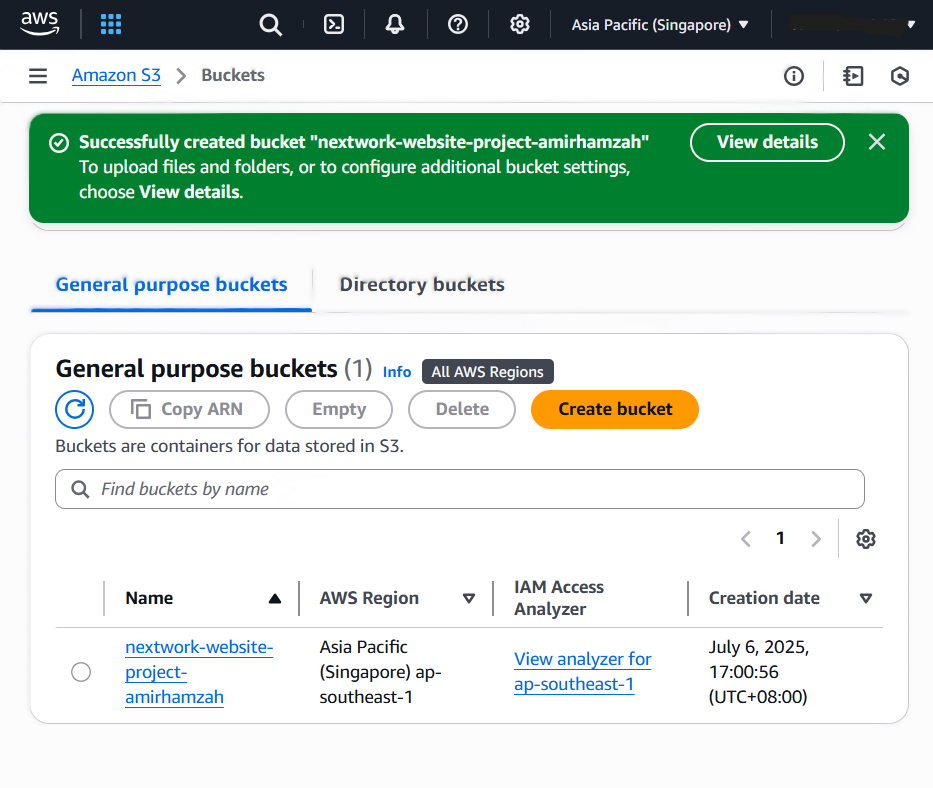 aws
Asia Pacific (Singapore)
Amazon S3 > Buckets
Successfully created bucket "nextwork-website-project-amirhamzah"
To upload files and folders, or to configure additional bucket settings,
choose View details.
View details
General purpose buckets
Directory buckets
General purpose buckets (1) Info All AWS Regions
Copy ARN
Empty
Delete
Create bucket
Buckets are containers for data stored in S3.
Find buckets by name
1
Name
AWS Region
IAM Access
Analyzer
Creation date
nextwork-website-
project-
amirhamzah
Asia Pacific
(Singapore) ap-
southeast-1
View analyzer for
ap-southeast-1
July 6, 2025,
17:00:56
(UTC+08:00)